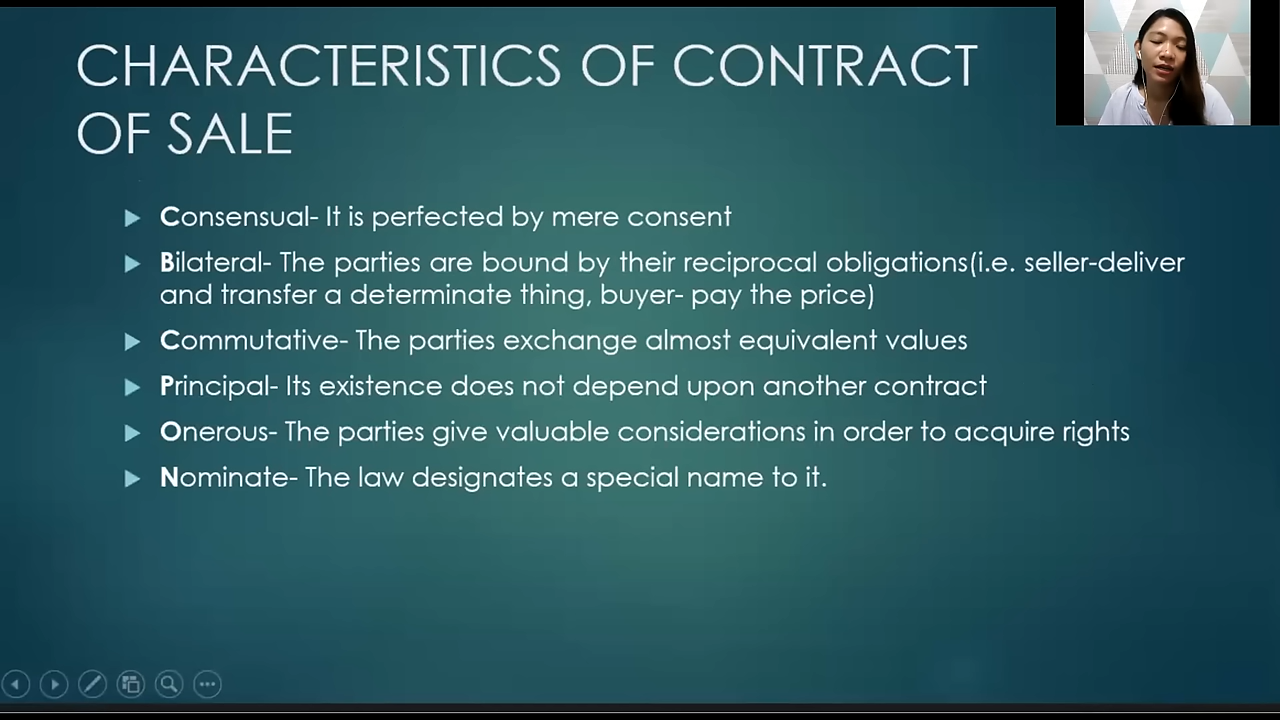 CHARACTERISTICS OF CONTRACT
OF SALE
Consensual- It is perfected by mere consent
Bilateral- The parties are bound by their reciprocal obligations(i.e. seller-deliver
and transfer a determinate thing, buyer- pay the price)
Commutative- The parties exchange almost equivalent values
Principal- Its existence does not depend upon another contract
Onerous- The parties give valuable considerations in order to acquire rights
Nominate- The law designates a special name to it.